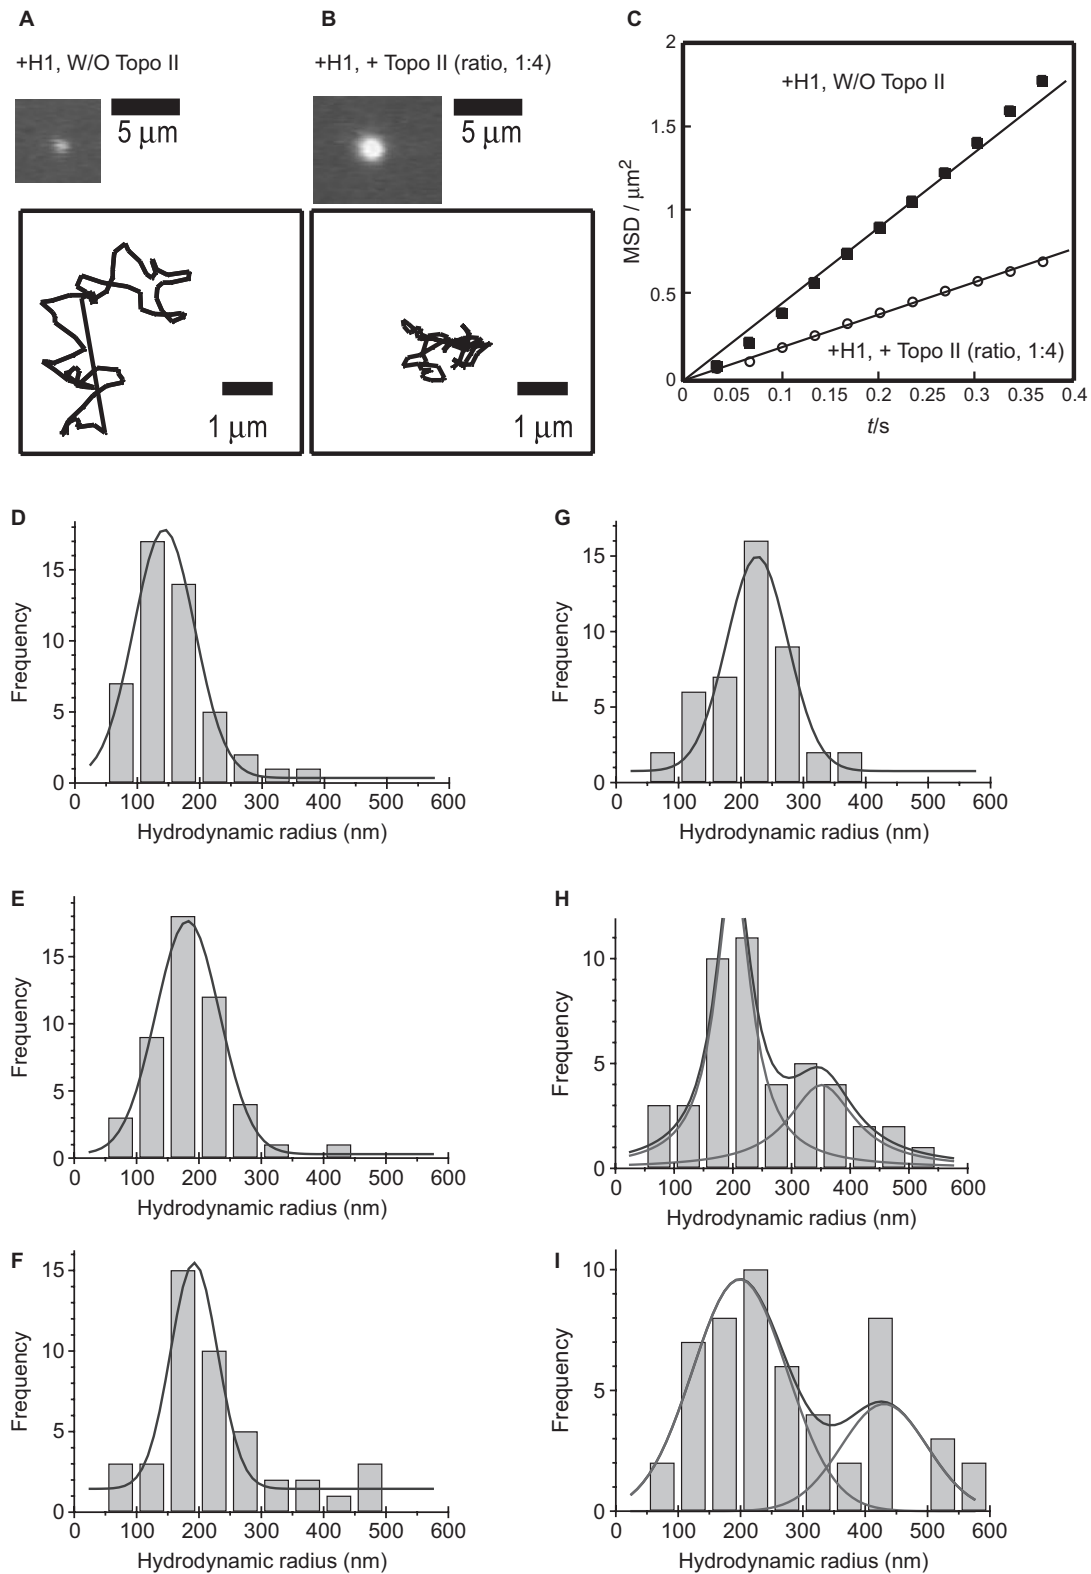 A
+H1, W/O Topo II
5 μm
1 μm
B
+H1, + Topo II (ratio, 1:4)
5 μm
1 μm
C
2
1.5
1
0.5
0
MSD / μm²
+H1, W/O Topo II
+H1, + Topo II (ratio, 1:4)
0 0.05 0.1 0.15 0.2 0.25 0.3 0.35 0.4
t/s
D
15
10
5
0
Frequency
0 100 200 300 400 500 600
Hydrodynamic radius (nm)
G
15
10
5
0
Frequency
0 100 200 300 400 500 600
Hydrodynamic radius (nm)
E
15
10
5
0
Frequency
0 100 200 300 400 500 600
Hydrodynamic radius (nm)
H
10
5
0
Frequency
0 100 200 300 400 500 600
Hydrodynamic radius (nm)
F
15
10
5
0
Frequency
0 100 200 300 400 500 600
Hydrodynamic radius (nm)
I
10
5
0
Frequency
0 100 200 300 400 500 600
Hydrodynamic radius (nm)